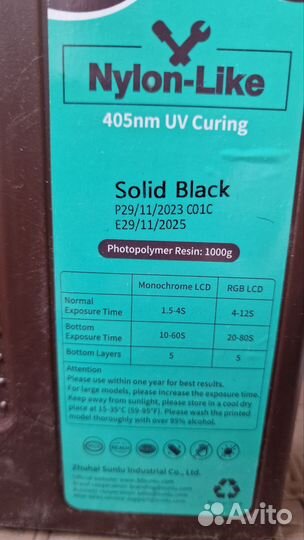 Nylon-Like
405nm UV Curing
Solid Black
P29/11/2023 C01C
E29/11/2025
Photopolymer Resin: 1000g
Monochrome LCD RGB LCD
Normal Exposure Time 1.5-4S 4-12S
Bottom Exposure Time 10-60S 20-80S
Bottom Layers 5 5
Attention
Please use within one year for best results.
For large models, please increase the exposure time.
Keep away from sunlight, please store in a cool dry
place at 15-35°C (59-95°F). Please wash the printed
model thoroughly with over 95% alcohol.
Zhuhai Sunlu Industrial Co., Ltd.
Avito